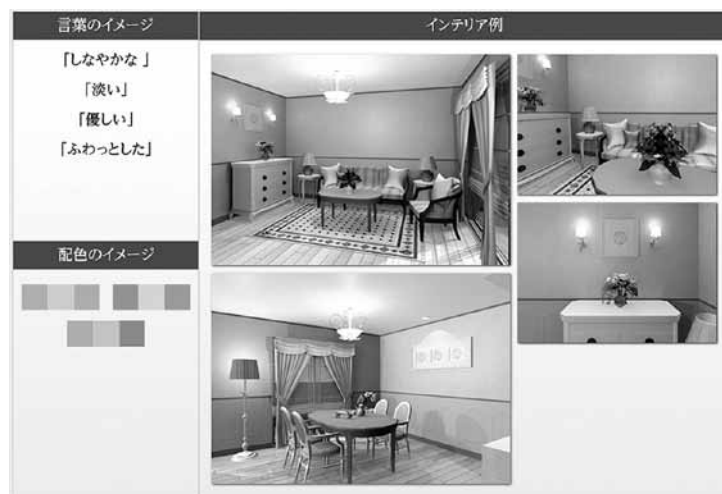 言葉のイメージ
「しなやかな 」
「淡い」
「優しい」
「ふわっとした」
配色のイメージ
インテリア例